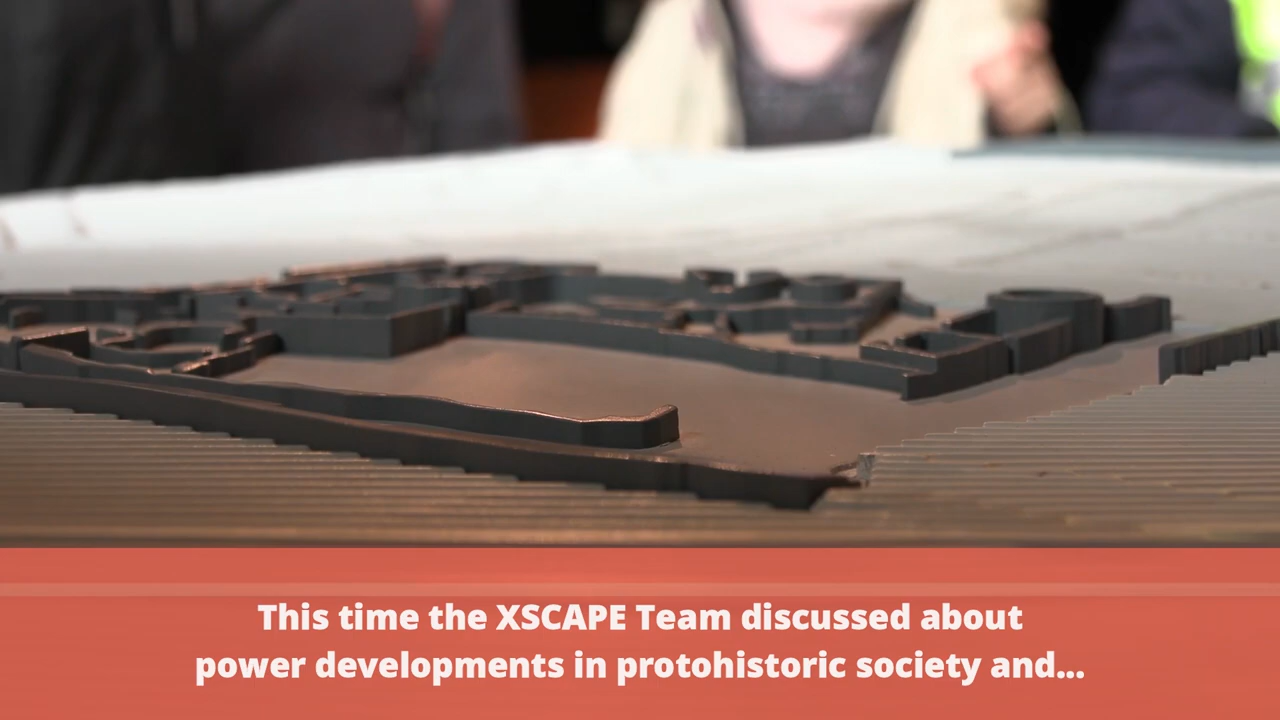 This time the XSCAPE Team discussed about
power developments in protohistoric society and...